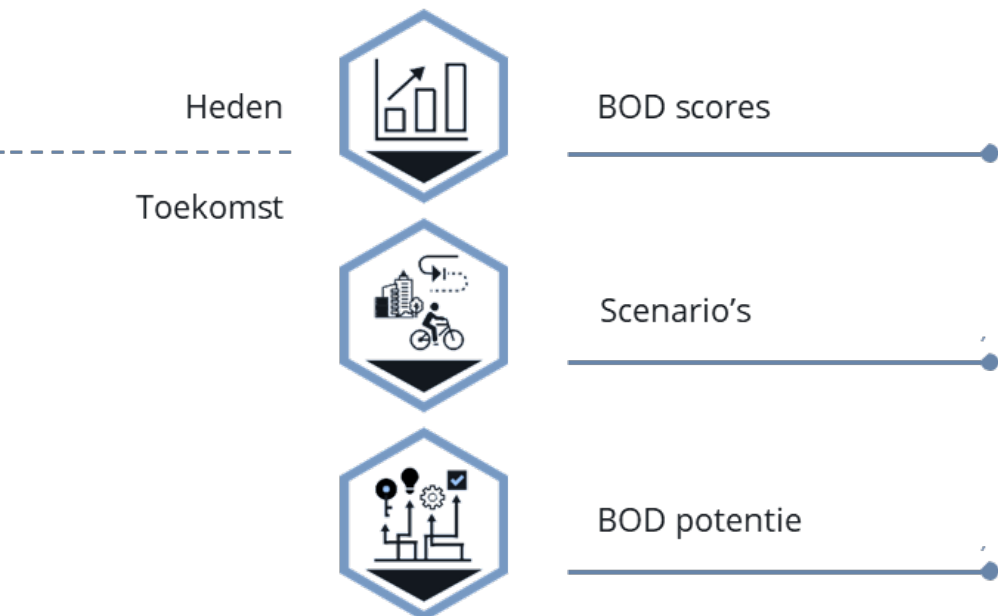 Heden
BOD scores
Toekomst
Scenario’s
BOD potentie